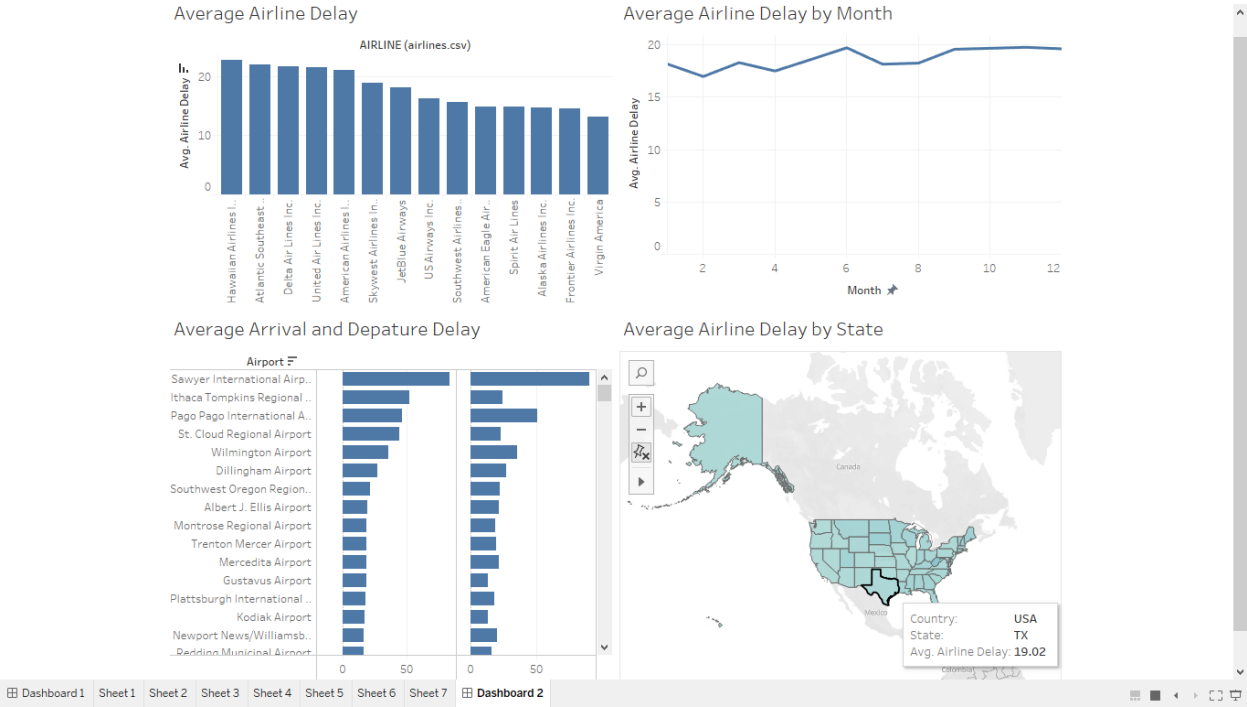 Average Airline Delay
AIRLINE (airlines.csv)
Avg. Airline Delay
20
10
0
Hawaiian Airlines I..
Atlantic Southeast ..
Delta Air Lines Inc.
United Air Lines Inc.
American Airlines I..
Skywest Airlines In..
JetBlue Airways
US Airways Inc.
Southwest Airlines ..
American Eagle Air..
Spirit Air Lines
Alaska Airlines Inc.
Frontier Airlines Inc.
Virgin America
Average Airline Delay by Month
Avg. Airline Delay
20
15
10
5
0
2 4 6 8 10 12
Month
Average Arrival and Depature Delay
Airport
Sawyer International Airp..
Ithaca Tompkins Regional ..
Pago Pago International A..
St. Cloud Regional Airport
Wilmington Airport
Dillingham Airport
Southwest Oregon Region..
Albert J. Ellis Airport
Montrose Regional Airport
Trenton Mercer Airport
Mercedita Airport
Gustavus Airport
Plattsburgh International ..
Kodiak Airport
Newport News/Williamsb..
Redding Municipal Airport
0 50 0 50
Average Airline Delay by State
Canada
Mexico
Country: USA
State: TX
Avg. Airline Delay: 19.02
Colombia
Dashboard 1 Sheet 1 Sheet 2 Sheet 3 Sheet 4 Sheet 5 Sheet 6 Sheet 7 Dashboard 2